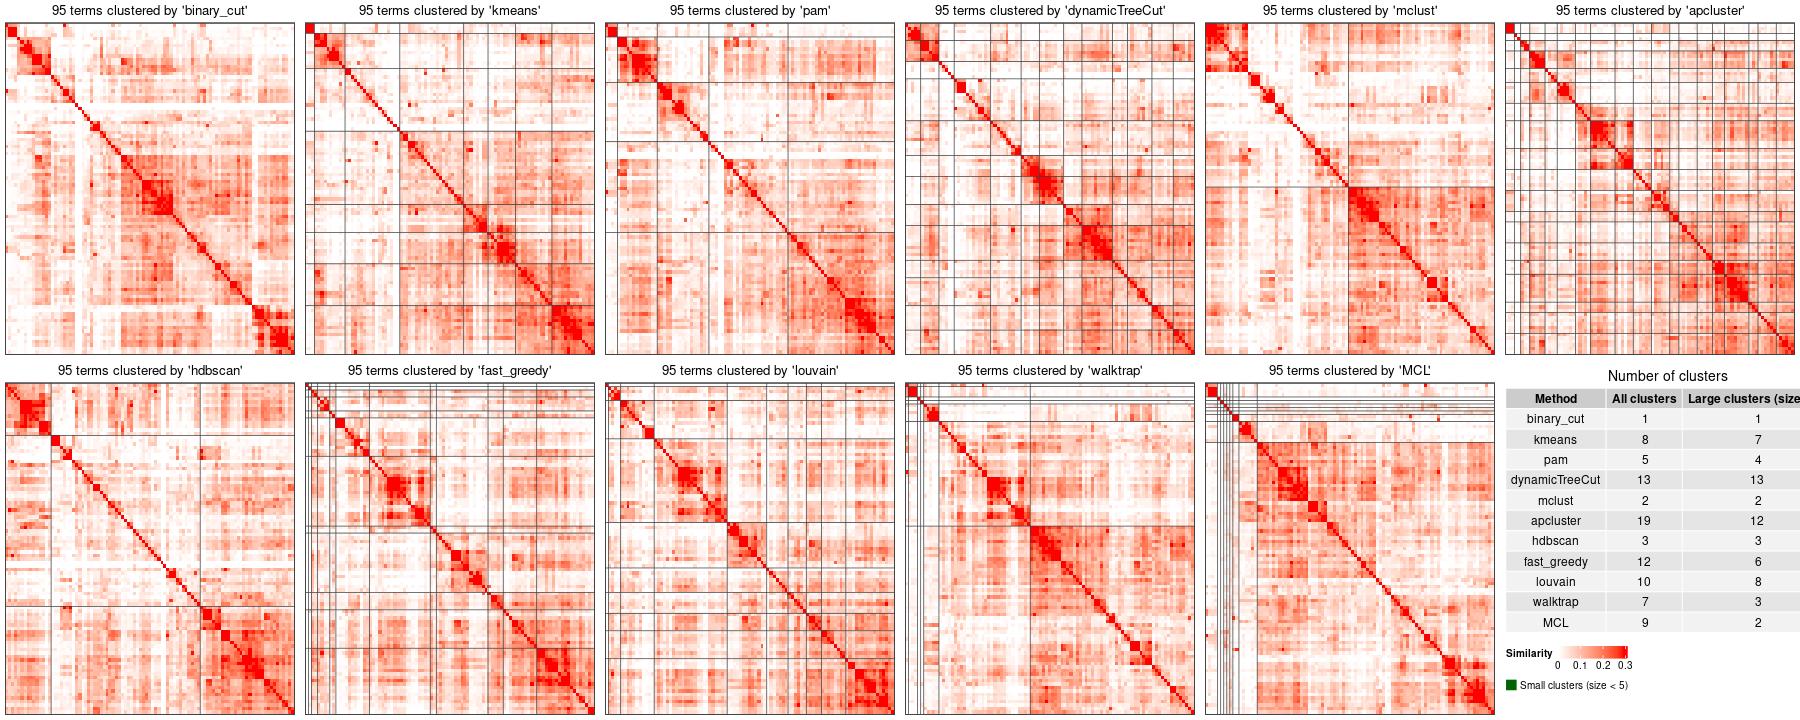 95 terms clustered by 'binary_cut'
95 terms clustered by 'kmeans'
95 terms clustered by 'pam'
95 terms clustered by 'dynamicTreeCut'
95 terms clustered by 'mclust'
95 terms clustered by 'apcluster'
95 terms clustered by 'hdbscan'
95 terms clustered by 'fast_greedy'
95 terms clustered by 'louvain'
95 terms clustered by 'walktrap'
95 terms clustered by 'MCL'
Number of clusters
Method All clusters Large clusters (size
binary_cut 1 1
kmeans 8 7
pam 5 4
dynamicTreeCut 13 13
mclust 2 2
apcluster 19 12
hdbscan 3 3
fast_greedy 12 6
louvain 10 8
walktrap 7 3
MCL 9 2
Similarity
0 0.1 0.2 0.3
Small clusters (size < 5)